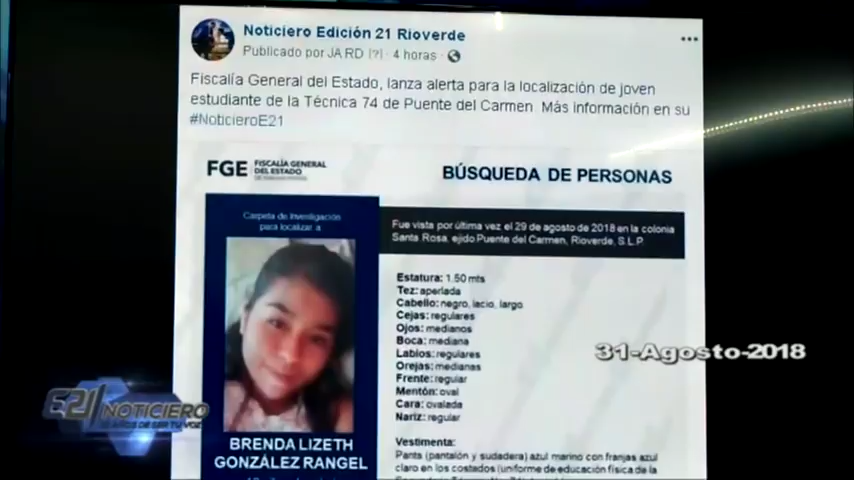 Noticiero Edición 21 Rioverde
Publicado por JA RD [?] · 4 horas ·
Fiscalía General del Estado, lanza alerta para la localización de joven
estudiante de la Técnica 74 de Puente del Carmen Más información en su
#NoticieroE21
FGE FISCALÍA GENERAL
DEL ESTADO
BÚSQUEDA DE PERSONAS
Carpeta de Investigación
para localizar a
Fue vista por última vez el 29 de agosto de 2018 en la colonia
Santa Rosa, ejido Puente del Carmen, Rioverde, S.L.P.
Estatura: 1.50 mts
Tez: aperlada
Cabello: negro, lacio, largo
Cejas: regulares
Ojos: medianos
Boca: mediana
Labios: regulares
Orejas: medianas
Frente: regular
Mentón: oval
Cara: ovalada
Nariz: regular
31-Agosto-2018
E21 NOTICIERO
AÑOS DE SER TU VOZ
BRENDA LIZETH
GONZÁLEZ RANGEL
Vestimenta:
Pants (pantalón y sudadera) azul marino con franjas azul
claro en los costados (uniforme de educación física de la